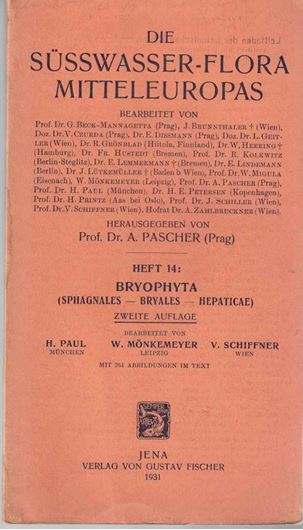 DIE
SÜSSWASSER-FLORA
MITTELEUROPAS
BEARBEITET VON
Prof. Dr. G. BECK-MANNAGETTA (Prag), J. BRUNNTHALER † (Wien),
Doz. Dr. V. CZURDA (Prag), Dr. E. DISSMANN (Prag), Doz. Dr. L. GEIT-
LER (Wien), Dr. R. GRÖNBLAD (Hiitola, Finnland), Dr. W. HEERING †
(Hamburg), Dr. FR. HUSTEDT (Bremen), Prof. Dr. R. KOLKWITZ
(Berlin-Steglitz), Dr. E. LEMMERMANN † (Bremen), Dr. E. LINDEMANN
(Berlin), Dr. J. LÜTKEMÜLLER † (Baden b Wien), Prof. Dr. W. MIGULA
(Eisenach), W. MÖNKEMEYER (Leipzig), Prof. Dr. A. PASCHER (Prag),
Prof. Dr. H. PAUL (München), Dr. H. E. PETERSEN (Kopenhagen),
Prof. Dr. H. PRINTZ (Aas bei Oslo), Prof. Dr. J. SCHILLER (Wien),
Prof. Dr. V. SCHIFFNER (Wien), Hofrat Dr. A. ZAHLBRUCKNER (Wien).
HERAUSGEGEBEN VON
Prof. Dr. A. PASCHER (Prag)
HEFT 14:
BRYOPHYTA
(SPHAGNALES — BRYALES — HEPATICAE)
ZWEITE AUFLAGE
BEARBEITET VON
H. PAUL W. MÖNKEMEYER V. SCHIFFNER
MÜNCHEN LEIPZIG WIEN
MIT 264 ABBILDUNGEN IM TEXT
SEMPER
JENA
VERLAG VON GUSTAV FISCHER
1931